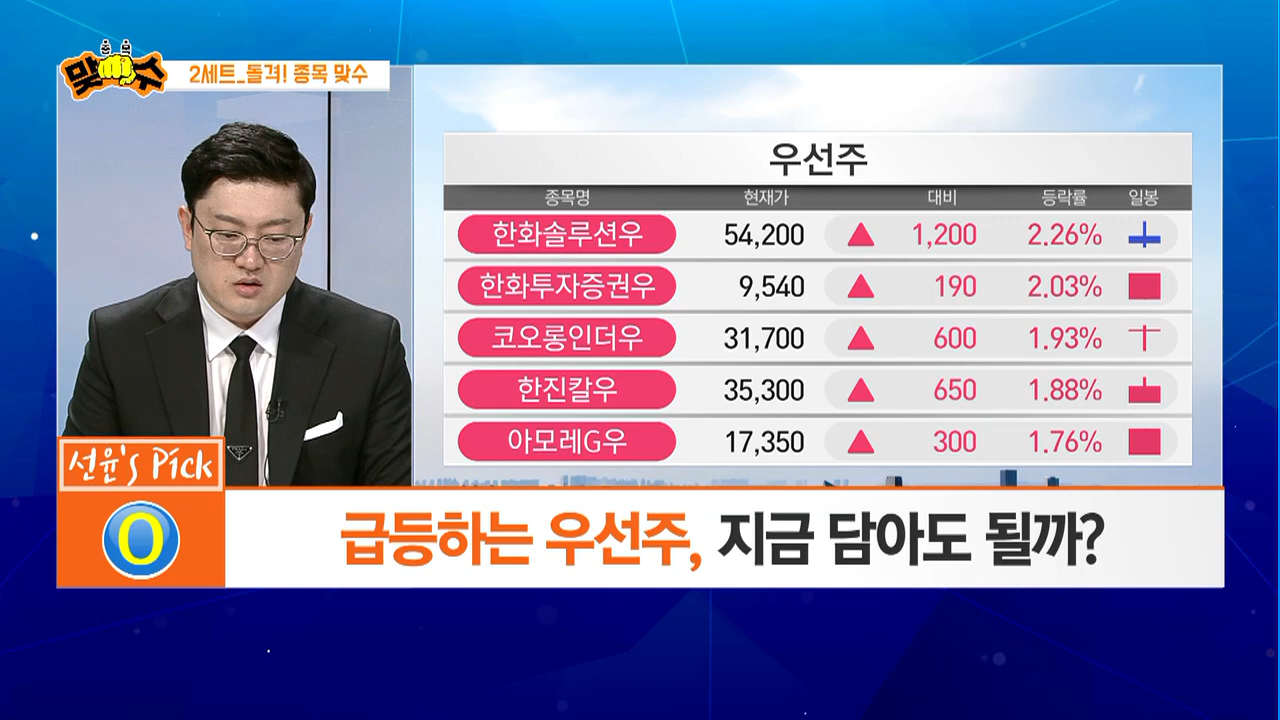 종목
맞수
2세트_돌격! 종목 맞수
우선주
종목명 현재가 대비 등락률 일봉
한화솔루션우 54,200 ▲ 1,200 2.26%
한화투자증권우 9,540 ▲ 190 2.03%
코오롱인더우 31,700 ▲ 600 1.93%
한진칼우 35,300 ▲ 650 1.88%
아모레G우 17,350 ▲ 300 1.76%
선윤's Pick
O
급등하는 우선주, 지금 담아도 될까?